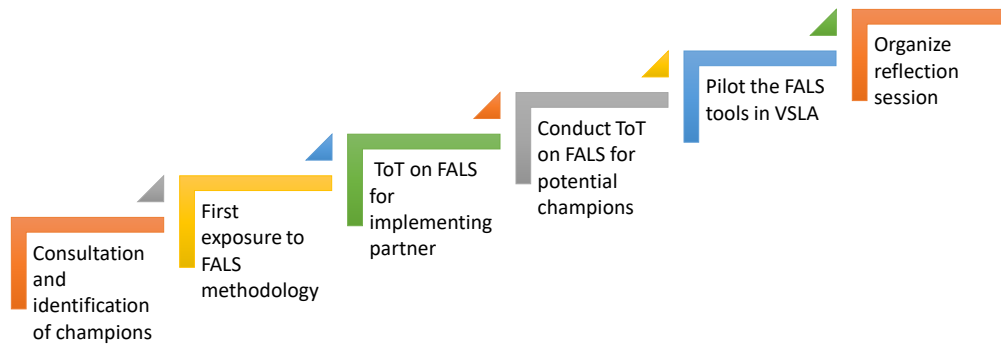 Consultation
and
identification
of champions
First
exposure to
FALS
methodology
ToT on FALS
for
implementing
partner
Conduct ToT
on FALS for
potential
champions
Pilot the FALS
tools in VSLA
Organize
reflection
session